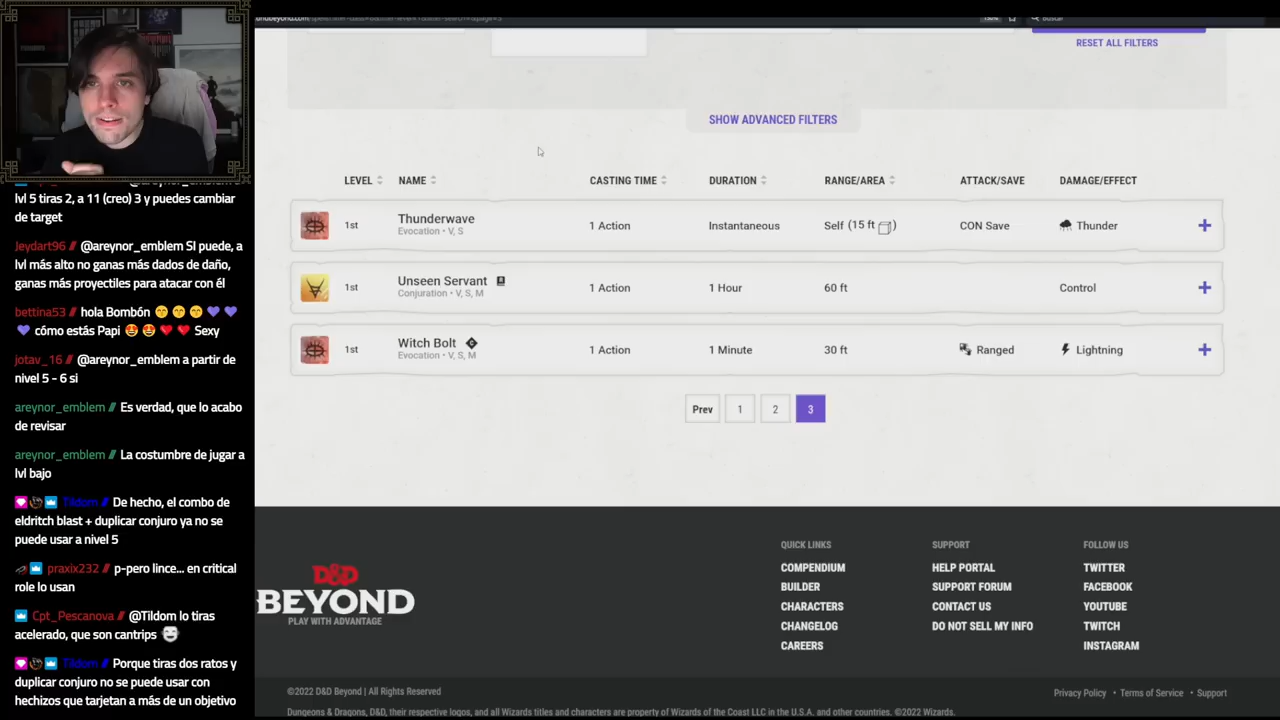 lvl 5 tiras 2, a 11 (creo) 3 y puedes cambiar
de target
Jeydart96 // @areynor_emblem SI puede, a
lvl más alto no ganas más dados de daño,
ganas más proyectiles para atacar con él
bettina53 // hola Bombón 😁😁😁💜💜
💜 cómo estás Papi 🤩🤩❤️❤️ Sexy
jotav_16 // @areynor_emblem a partir de
nivel 5 - 6 si
areynor_emblem // Es verdad, que lo acabo
de revisar
areynor_emblem // La costumbre de jugar a
lvl bajo
Tildom // De hecho, el combo de
eldritch blast + duplicar conjuro ya no se
puede usar a nivel 5
praxix232 // p-pero lince... en critical
role lo usan
Cpt_Pescanova // @Tildom lo tiras
acelerado, que son cantrips
Tildom // Porque tiras dos ratos y
duplicar conjuro no se puede usar con
hechizos que tarjetan a más de un objetivo
RESET ALL FILTERS
SHOW ADVANCED FILTERS
LEVEL NAME CASTING TIME DURATION RANGE/AREA ATTACK/SAVE DAMAGE/EFFECT
1st Thunderwave 1 Action Instantaneous Self (15 ft ) CON Save Thunder +
Evocation • V, S
1st Unseen Servant 1 Action 1 Hour 60 ft Control +
Conjuration • V, S, M
1st Witch Bolt 1 Action 1 Minute 30 ft Ranged Lightning +
Evocation • V, S, M
Prev 1 2 3
D&D
BEYOND
PLAY WITH ADVANTAGE
QUICK LINKS
COMPENDIUM
BUILDER
CHARACTERS
CHANGELOG
CAREERS
SUPPORT
HELP PORTAL
SUPPORT FORUM
CONTACT US
DO NOT SELL MY INFO
FOLLOW US
TWITTER
FACEBOOK
YOUTUBE
TWITCH
INSTAGRAM
©2022 D&D Beyond | All Rights Reserved
Privacy Policy • Terms of Service • Support
Dungeons & Dragons, D&D, their respective logos, and all Wizards titles and characters are property of Wizards of the Coast LLC in the U.S.A. and other countries. ©2022 Wizards.